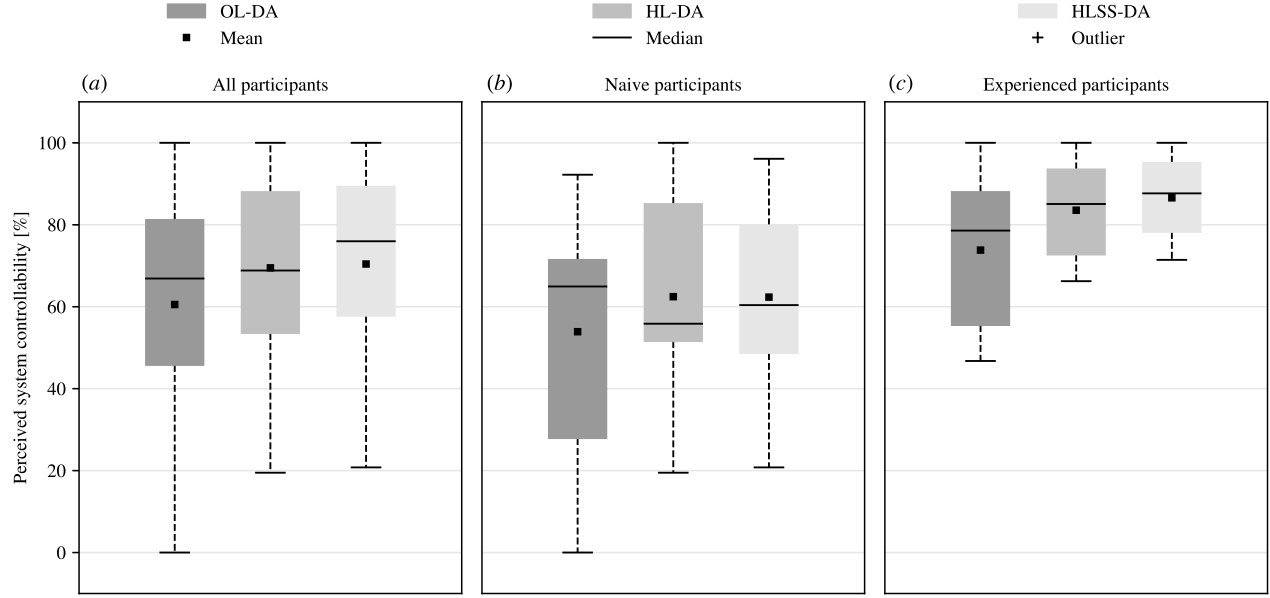 OL-DA HL-DA HLSS-DA
Mean Median Outlier
(a) All participants (b) Naive participants (c) Experienced participants
100
80
60
40
20
0
Perceived system controllability [%]